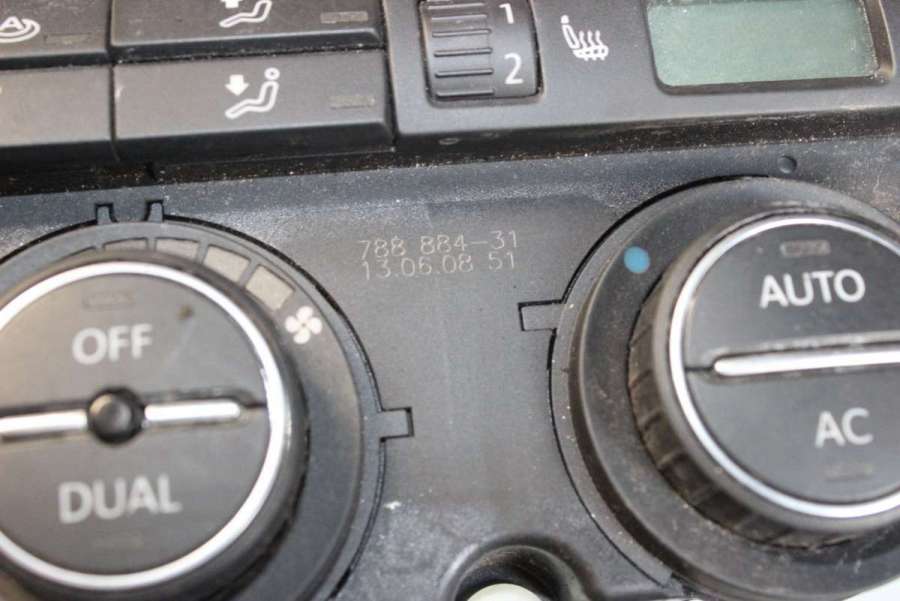 1
2
A
788 884-31
13.06.08 51
OFF
DUAL
AUTO
AC